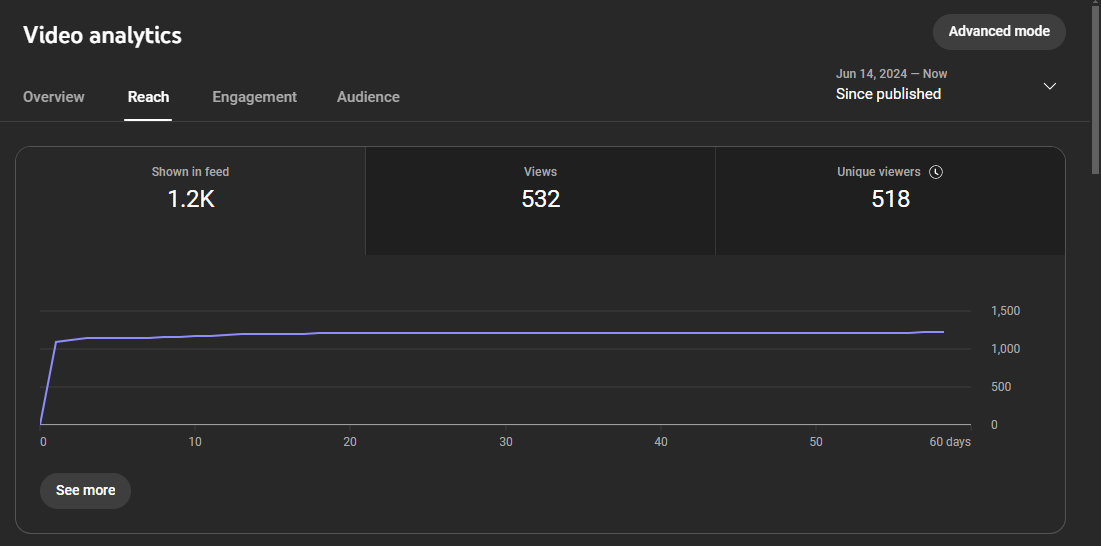 Video analytics
Advanced mode
Overview
Reach
Engagement
Audience
Jun 14, 2024 – Now
Since published
Shown in feed
1.2K
Views
532
Unique viewers
518
1,500
1,000
500
0
0 10 20 30 40 50 60 days
See more